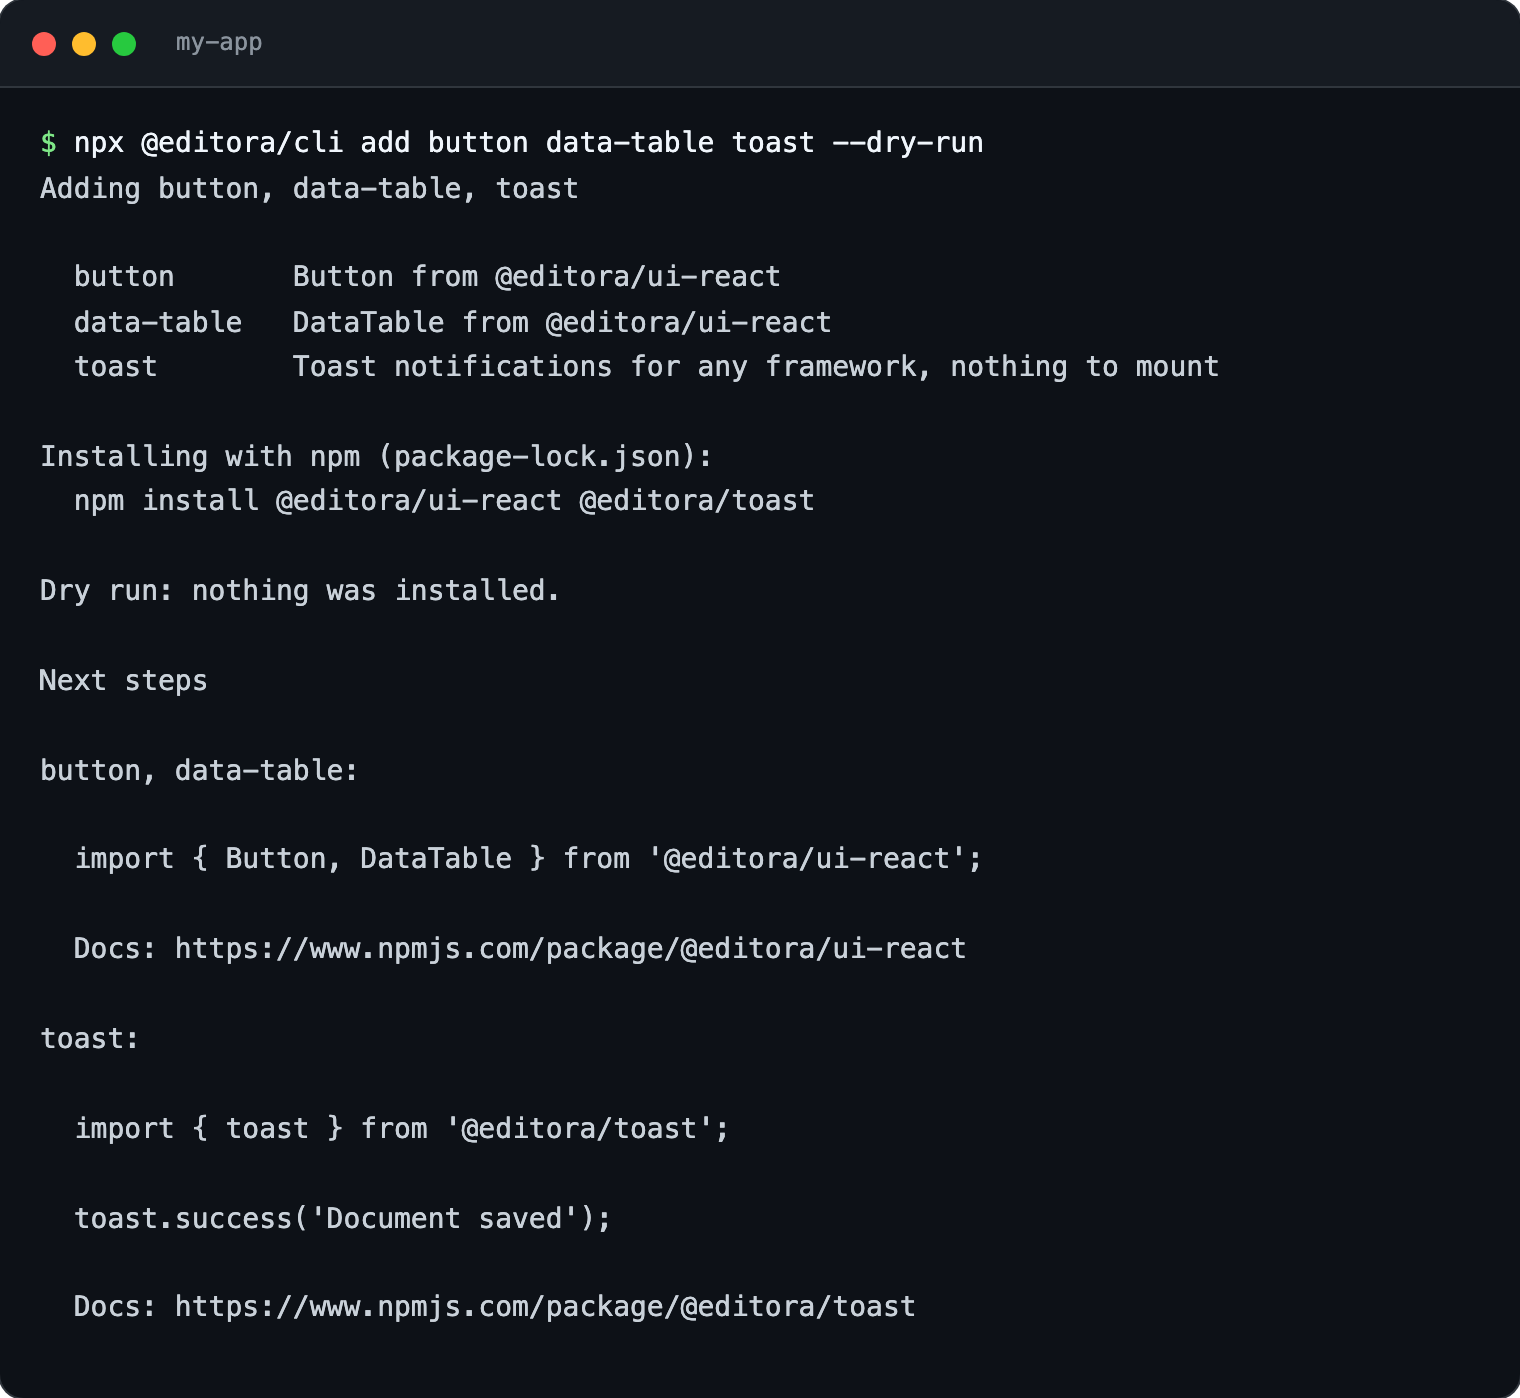 my-app
$ npx @editora/cli add button data-table toast --dry-run
Adding button, data-table, toast
button Button from @editora/ui-react
data-table DataTable from @editora/ui-react
toast Toast notifications for any framework, nothing to mount
Installing with npm (package-lock.json):
npm install @editora/ui-react @editora/toast
Dry run: nothing was installed.
Next steps
button, data-table:
import { Button, DataTable } from '@editora/ui-react';
Docs: https://www.npmjs.com/package/@editora/ui-react
toast:
import { toast } from '@editora/toast';
toast.success('Document saved');
Docs: https://www.npmjs.com/package/@editora/toast